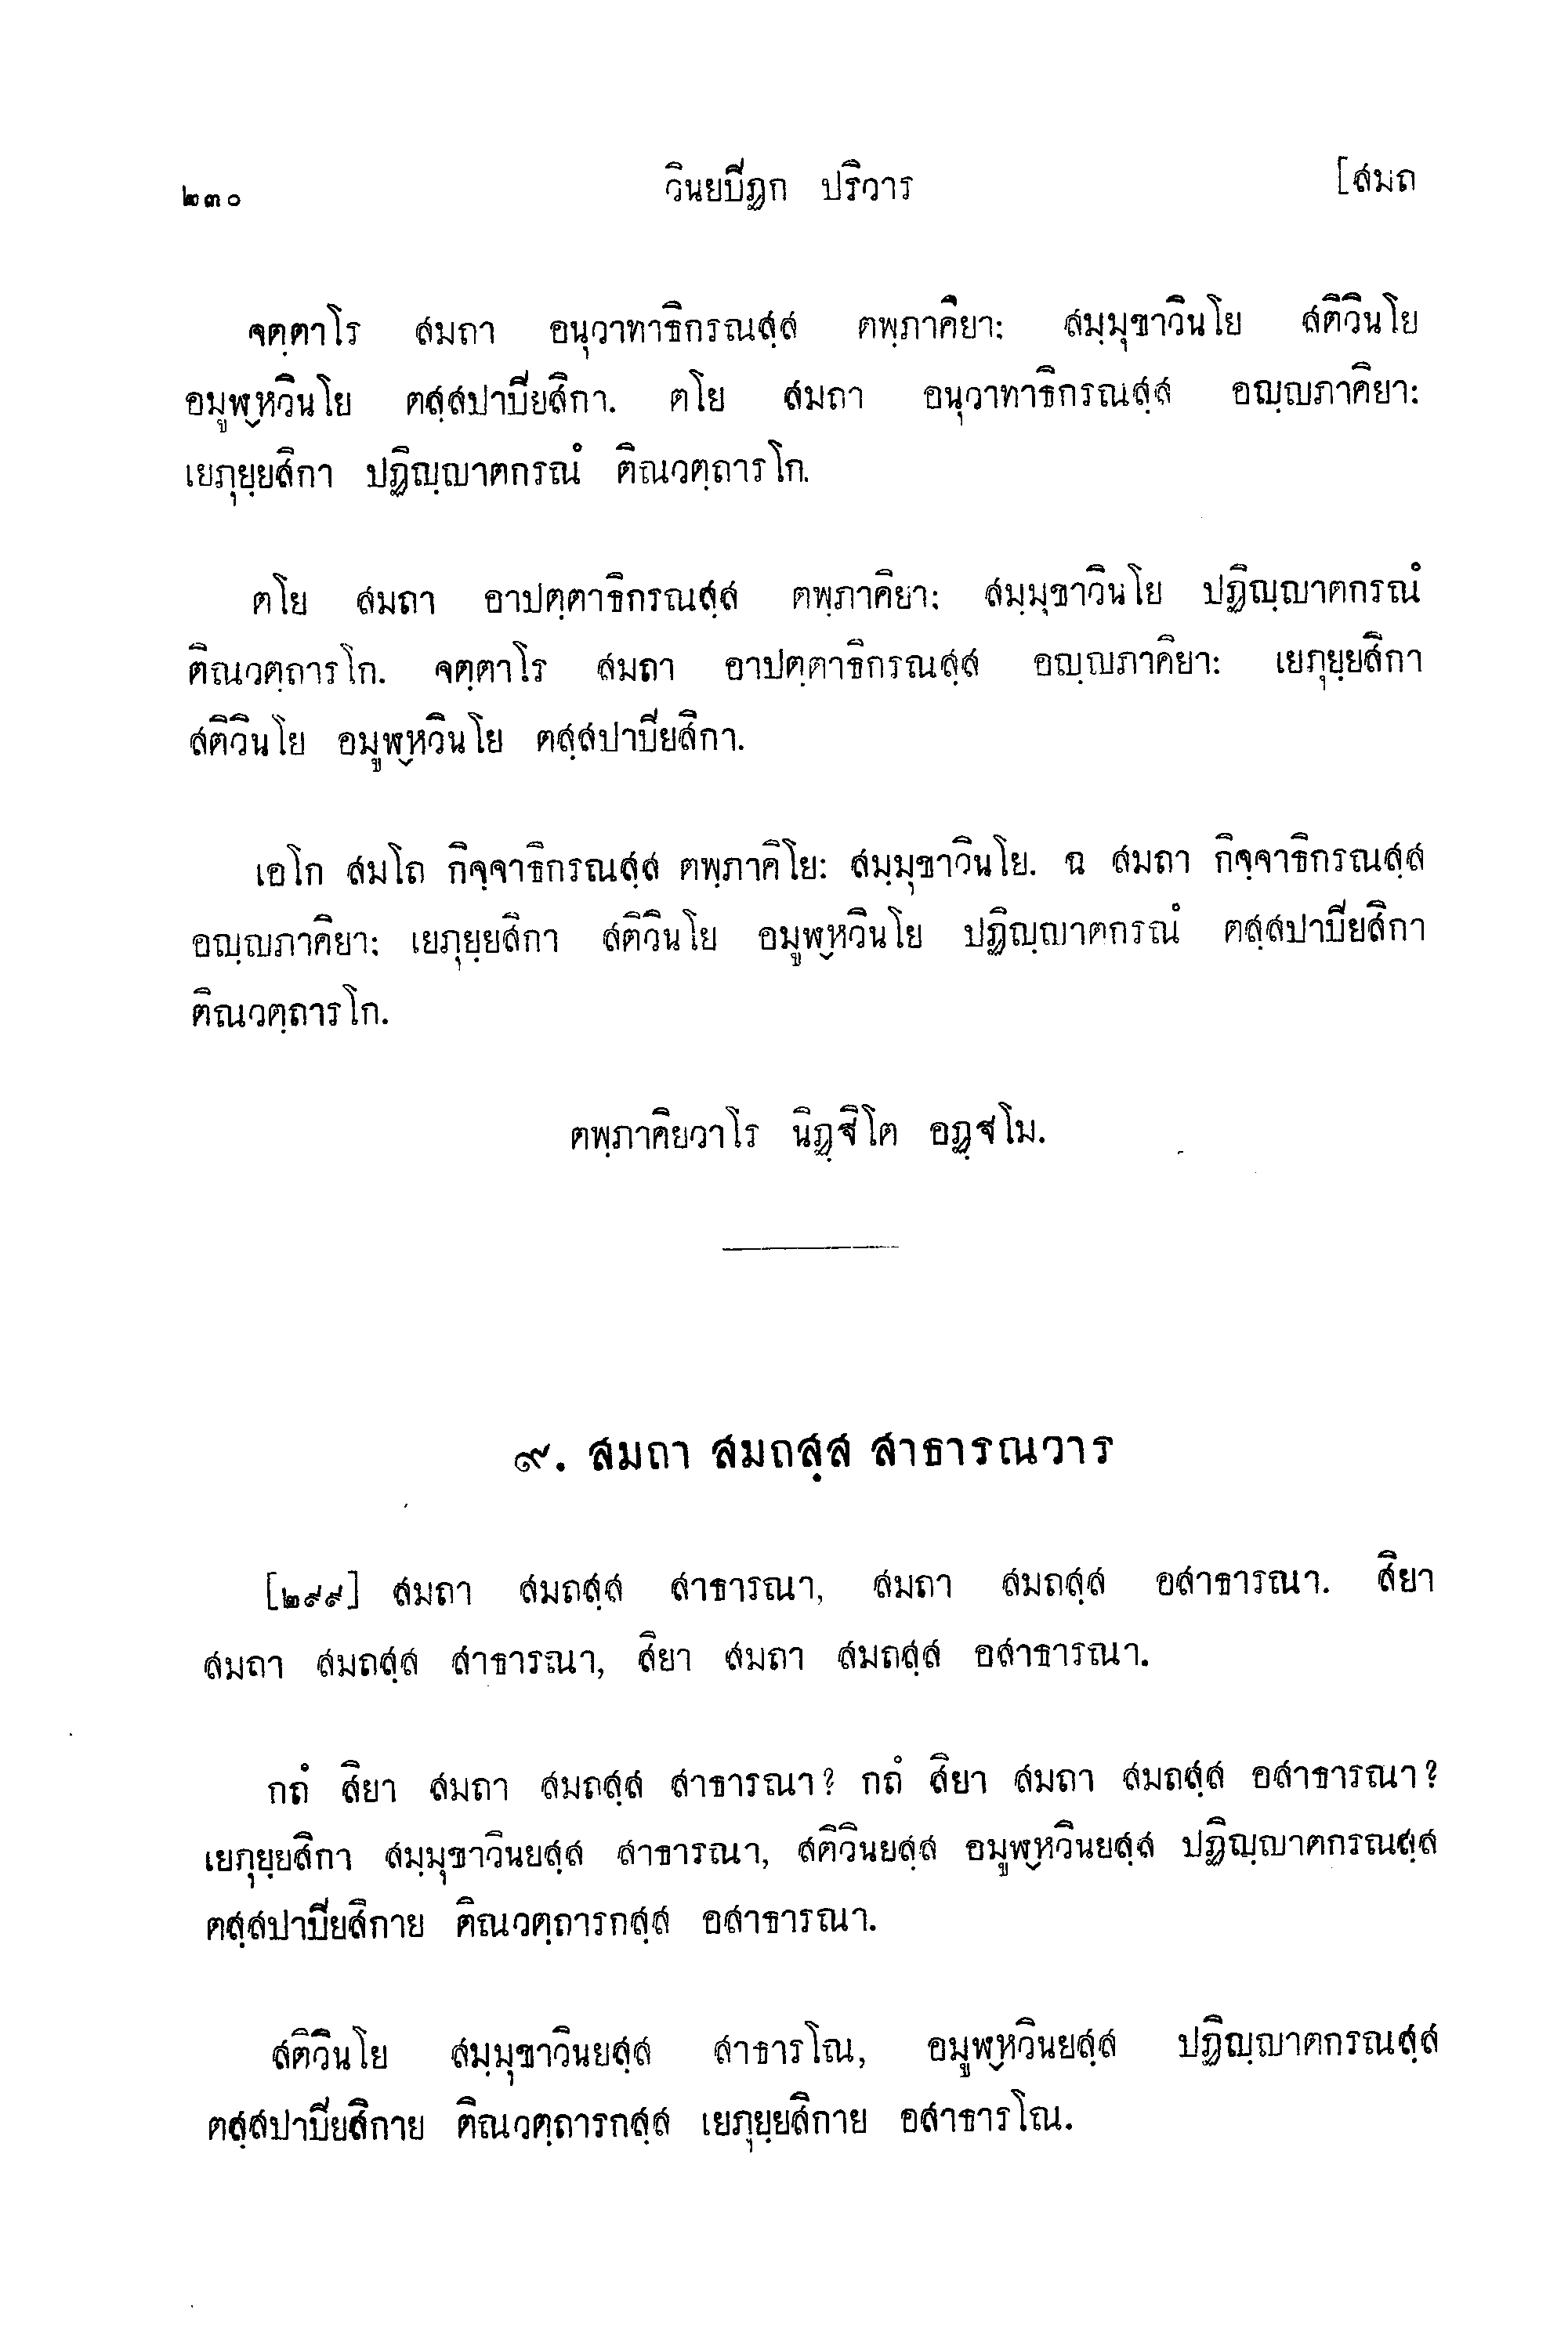 ๒๓๐ วินยปิฏก ปริวาร [สมถ
จตฺตาโร สมถา อนุวาทาธิกรณสฺส ตพฺภาคิยา: สมฺมุขาวินโย สติวินโย
อมูฬฺหวินโย ตสฺสปาปิยสิกา. ตโย สมถา อนุวาทาธิกรณสฺส อญฺญภาคิยา:
เยภุยฺยสิกา ปฏิญฺญาตกรณํ ติณวตฺถารโก.
ตโย สมถา อาปตฺตาธิกรณสฺส ตพฺภาคิยา: สมฺมุขาวินโย ปฏิญฺญาตกรณํ
ติณวตฺถารโก. จตฺตาโร สมถา อาปตฺตาธิกรณสฺส อญฺญภาคิยา: เยภุยฺยสิกา
สติวินโย อมูฬฺหวินโย ตสฺสปาปิยสิกา.
เอโก สมโถ กิจฺจาธิกรณสฺส ตพฺภาคิโย: สมฺมุขาวินโย. ฉ สมถา กิจฺจาธิกรณสฺส
อญฺญภาคิยา: เยภุยฺยสิกา สติวินโย อมูฬฺหวินโย ปฏิญฺญาตกรณํ ตสฺสปาปิยสิกา
ติณวตฺถารโก.
ตพฺภาคิยวาโร นิฏฺฐิโต อฏฺฐโม.
๙. สมถา สมถสฺส สาธารณวาร
[๒๙๙] สมถา สมถสฺส สาธารณา, สมถา สมถสฺส อสาธารณา. สิยา
สมถา สมถสฺส สาธารณา, สิยา สมถา สมถสฺส อสาธารณา.
กถํ สิยา สมถา สมถสฺส สาธารณา? กถํ สิยา สมถา สมถสฺส อสาธารณา?
เยภุยฺยสิกา สมฺมุขาวินยสฺส สาธารณา, สติวินยสฺส อมูฬฺหวินยสฺส ปฏิญฺญาตกรณสฺส
ตสฺสปาปิยสิกาย ติณวตฺถารกสฺส อสาธารณา.
สติวินโย สมฺมุขาวินยสฺส สาธารโณ, อมูฬฺหวินยสฺส ปฏิญฺญาตกรณสฺส
ตสฺสปาปิยสิกาย ติณวตฺถารกสฺส เยภุยฺยสิกาย อสาธารโณ.